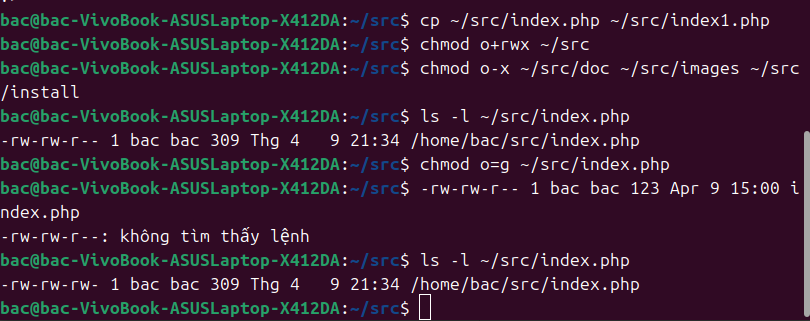 bac@bac-VivoBook-ASUSLaptop-X412DA:~/src$ cp ~/src/index.php ~/src/index1.php
bac@bac-VivoBook-ASUSLaptop-X412DA:~/src$ chmod o+rwx ~/src
bac@bac-VivoBook-ASUSLaptop-X412DA:~/src$ chmod o-x ~/src/doc ~/src/images ~/src
/install
bac@bac-VivoBook-ASUSLaptop-X412DA:~/src$ ls -l ~/src/index.php
-rw-rw-r-- 1 bac bac 309 Thg 4   9 21:34 /home/bac/src/index.php
bac@bac-VivoBook-ASUSLaptop-X412DA:~/src$ chmod o=g ~/src/index.php
bac@bac-VivoBook-ASUSLaptop-X412DA:~/src$ -rw-rw-r-- 1 bac bac 123 Apr 9 15:00 i
ndex.php
-rw-rw-r--: không tìm thấy lệnh
bac@bac-VivoBook-ASUSLaptop-X412DA:~/src$ ls -l ~/src/index.php
-rw-rw-rw- 1 bac bac 309 Thg 4   9 21:34 /home/bac/src/index.php
bac@bac-VivoBook-ASUSLaptop-X412DA:~/src$